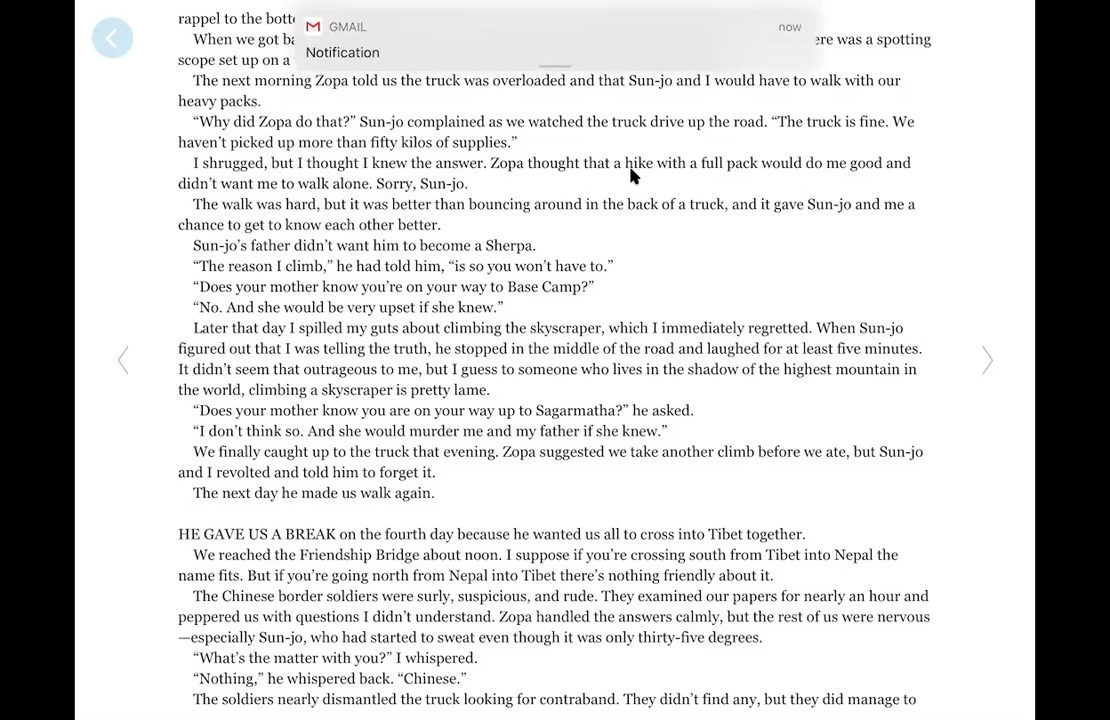 rappel to the botto
GMAIL
now
When we got ba
ere was a spotting
Notification
scope set up on a
The next morning Zopa told us the truck was overloaded and that Sun-jo and I would have to walk with our
heavy packs.
“Why did Zopa do that?” Sun-jo complained as we watched the truck drive up the road. “The truck is fine. We
haven’t picked up more than fifty kilos of supplies.”
I shrugged, but I thought I knew the answer. Zopa thought that a hike with a full pack would do me good and
didn’t want me to walk alone. Sorry, Sun-jo.
The walk was hard, but it was better than bouncing around in the back of a truck, and it gave Sun-jo and me a
chance to get to know each other better.
Sun-jo’s father didn’t want him to become a Sherpa.
“The reason I climb,” he had told him, “is so you won’t have to.”
“Does your mother know you’re on your way to Base Camp?”
“No. And she would be very upset if she knew.”
Later that day I spilled my guts about climbing the skyscraper, which I immediately regretted. When Sun-jo
figured out that I was telling the truth, he stopped in the middle of the road and laughed for at least five minutes.
It didn’t seem that outrageous to me, but I guess to someone who lives in the shadow of the highest mountain in
the world, climbing a skyscraper is pretty lame.
“Does your mother know you are on your way up to Sagarmatha?” he asked.
“I don’t think so. And she would murder me and my father if she knew.”
We finally caught up to the truck that evening. Zopa suggested we take another climb before we ate, but Sun-jo
and I revolted and told him to forget it.
The next day he made us walk again.
HE GAVE US A BREAK on the fourth day because he wanted us all to cross into Tibet together.
We reached the Friendship Bridge about noon. I suppose if you’re crossing south from Tibet into Nepal the
name fits. But if you’re going north from Nepal into Tibet there’s nothing friendly about it.
The Chinese border soldiers were surly, suspicious, and rude. They examined our papers for nearly an hour and
peppered us with questions I didn’t understand. Zopa handled the answers calmly, but the rest of us were nervous
—especially Sun-jo, who had started to sweat even though it was only thirty-five degrees.
“What’s the matter with you?” I whispered.
“Nothing,” he whispered back. “Chinese.”
The soldiers nearly dismantled the truck looking for contraband. They didn’t find any, but they did manage to